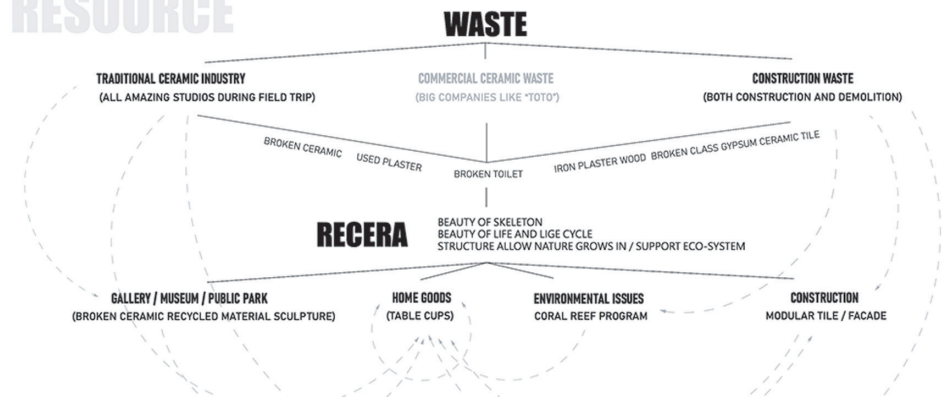 RESOURCE
WASTE
TRADITIONAL CERAMIC INDUSTRY
(ALL AMAZING STUDIOS DURING FIELD TRIP)
COMMERCIAL CERAMIC WASTE
(BIG COMPANIES LIKE "TOTO")
CONSTRUCTION WASTE
(BOTH CONSTRUCTION AND DEMOLITION)
BROKEN CERAMIC USED PLASTER
BROKEN TOILET
IRON PLASTER WOOD BROKEN CLASS GYPSUM CERAMIC TILE
RECERA
BEAUTY OF SKELETON
BEAUTY OF LIFE AND LIGE CYCLE
STRUCTURE ALLOW NATURE GROWS IN / SUPPORT ECO-SYSTEM
GALLERY / MUSEUM / PUBLIC PARK
(BROKEN CERAMIC RECYCLED MATERIAL SCULPTURE)
HOME GOODS
(TABLE CUPS)
ENVIRONMENTAL ISSUES
CORAL REEF PROGRAM
CONSTRUCTION
MODULAR TILE / FACADE